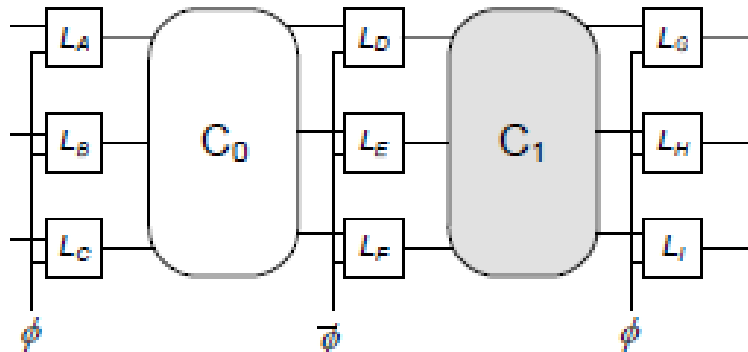 L_A L_D L_G
L_B C_0 L_E C_1 L_H
L_C L_F L_I
ϕ ϕ̄ ϕ